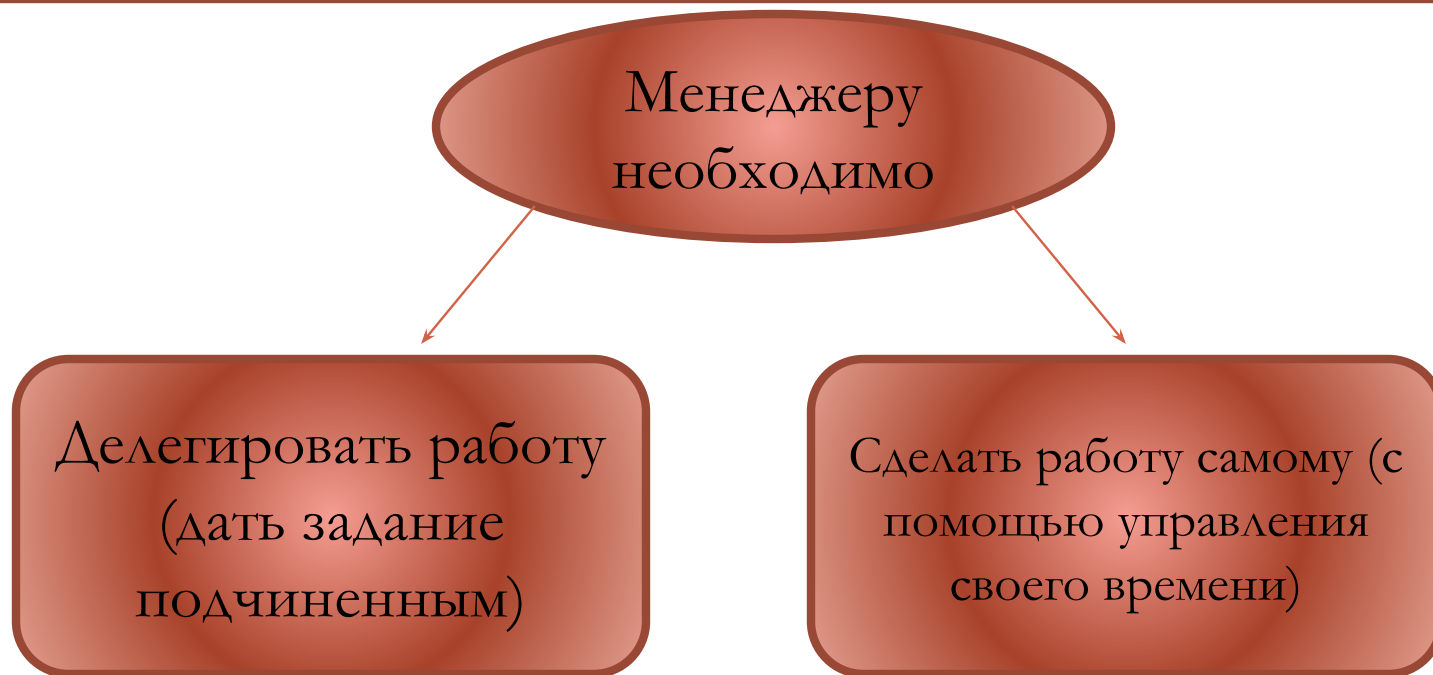 Менеджеру
необходимо
Делегировать работу
(дать задание
подчиненным)
Сделать работу самому (с
помощью управления
своего времени)